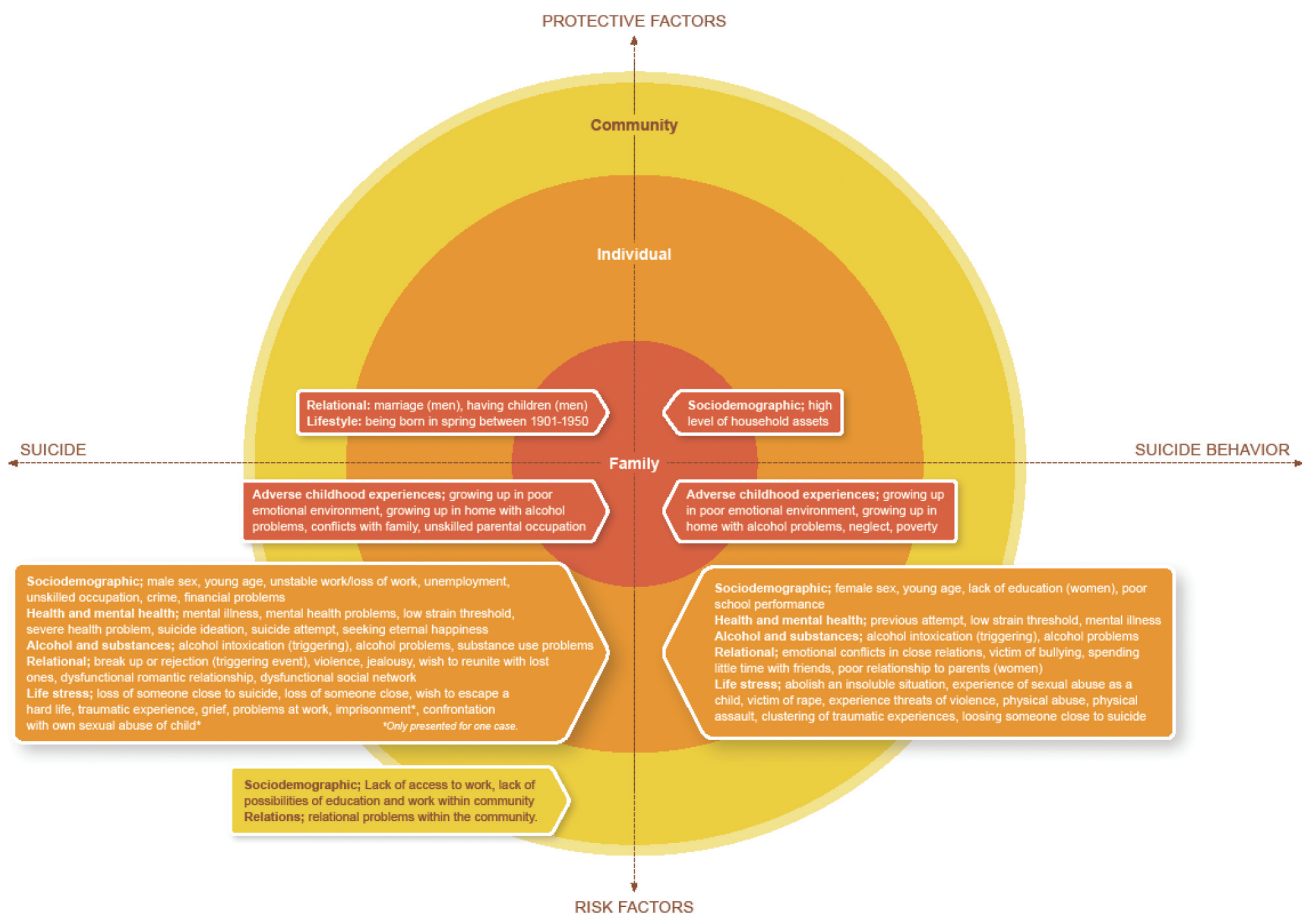 PROTECTIVE FACTORS
Community
Individual
Relational: marriage (men), having children (men)
Lifestyle: being born in spring between 1901-1950
Sociodemographic; high
level of household assets
SUICIDE
Family
SUICIDE BEHAVIOR
Adverse childhood experiences; growing up in poor
emotional environment, growing up in home with alcohol
problems, conflicts with family, unskilled parental occupation
Adverse childhood experiences; growing up
in poor emotional environment, growing up in
home with alcohol problems, neglect, poverty
Sociodemographic; male sex, young age, unstable work/loss of work, unemployment,
unskilled occupation, crime, financial problems
Health and mental health; mental illness, mental health problems, low strain threshold,
severe health problem, suicide ideation, suicide attempt, seeking eternal happiness
Alcohol and substances; alcohol intoxication (triggering), alcohol problems, substance use problems
Relational; break up or rejection (triggering event), violence, jealousy, wish to reunite with lost
ones, dysfunctional romantic relationship, dysfunctional social network
Life stress; loss of someone close to suicide, loss of someone close, wish to escape a
hard life, traumatic experience, grief, problems at work, imprisonment*, confrontation
with own sexual abuse of child*
*Only presented for one case.
Sociodemographic; female sex, young age, lack of education (women), poor
school performance
Health and mental health; previous attempt, low strain threshold, mental illness
Alcohol and substances; alcohol intoxication (triggering), alcohol problems
Relational; emotional conflicts in close relations, victim of bullying, spending
little time with friends, poor relationship to parents (women)
Life stress; abolish an insoluble situation, experience of sexual abuse as a
child, victim of rape, experience threats of violence, physical abuse, physical
assault, clustering of traumatic experiences, loosing someone close to suicide
Sociodemographic; Lack of access to work, lack of
possibilities of education and work within community
Relations; relational problems within the community.
RISK FACTORS